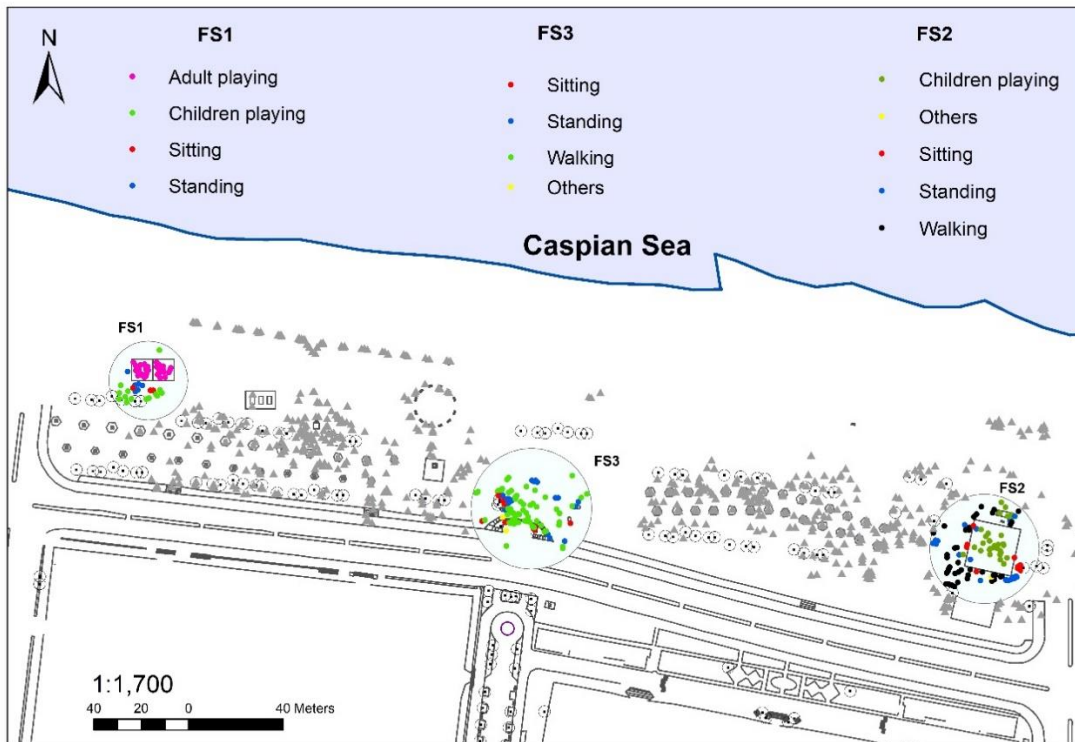 N
FS1
Adult playing
Children playing
Sitting
Standing
FS3
Sitting
Standing
Walking
Others
FS2
Children playing
Others
Sitting
Standing
Walking
Caspian Sea
FS1
FS3
FS2
1:1,700
40 20 0 40 Meters